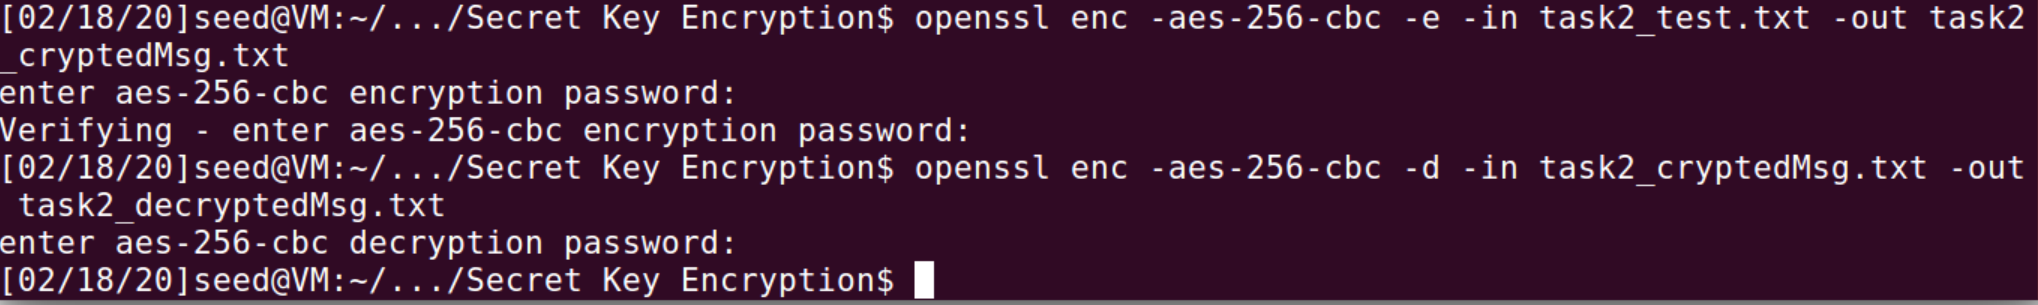 [02/18/20]seed@VM:~/.../Secret Key Encryption$ openssl enc -aes-256-cbc -e -in task2_test.txt -out task2
_cryptedMsg.txt
enter aes-256-cbc encryption password:
Verifying - enter aes-256-cbc encryption password:
[02/18/20]seed@VM:~/.../Secret Key Encryption$ openssl enc -aes-256-cbc -d -in task2_cryptedMsg.txt -out
 task2_decryptedMsg.txt
enter aes-256-cbc decryption password:
[02/18/20]seed@VM:~/.../Secret Key Encryption$